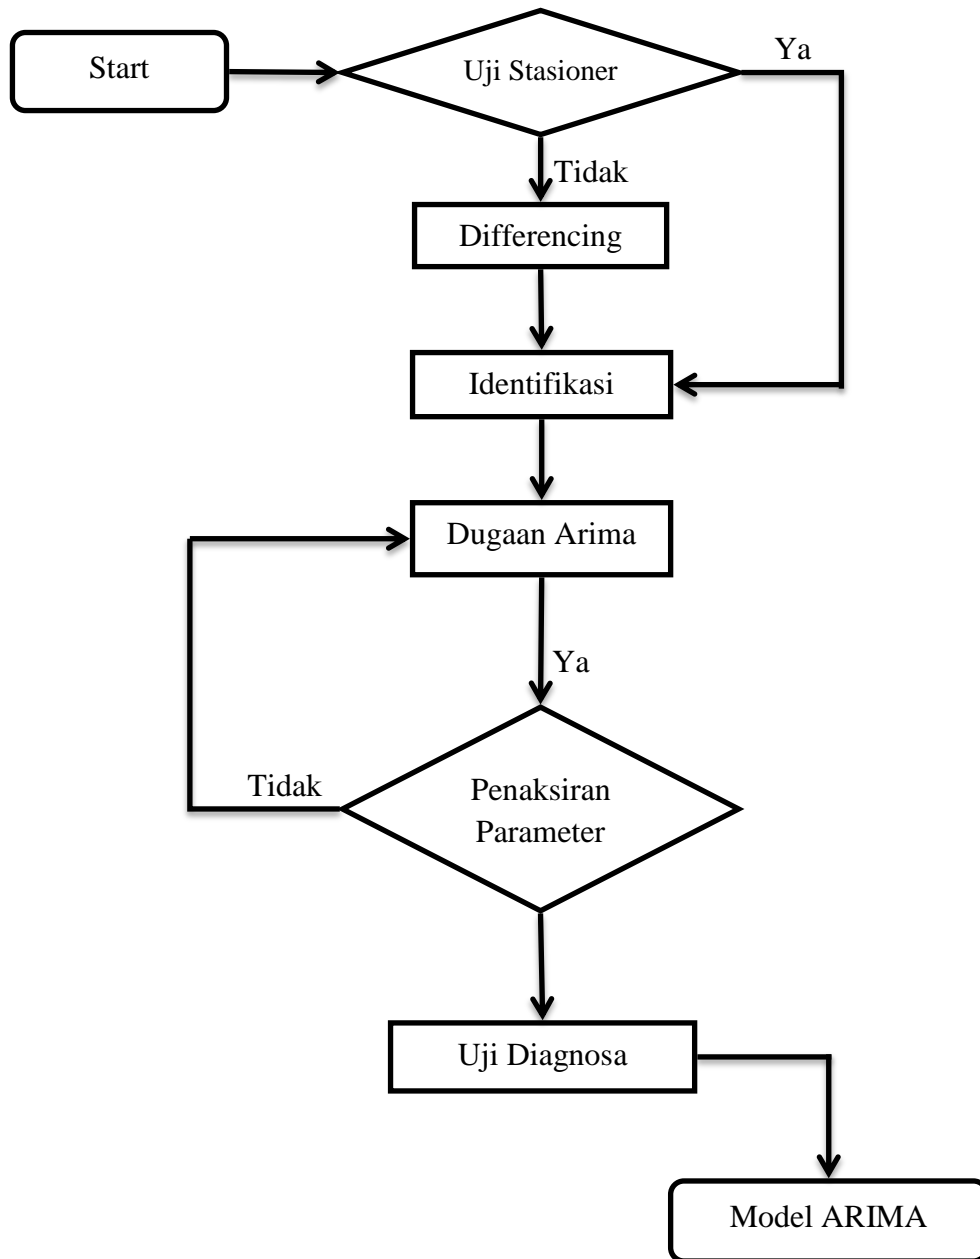 Start
Uji Stasioner
Ya
Tidak
Differencing
Identifikasi
Dugaan Arima
Ya
Tidak
Penaksiran
Parameter
Uji Diagnosa
Model ARIMA